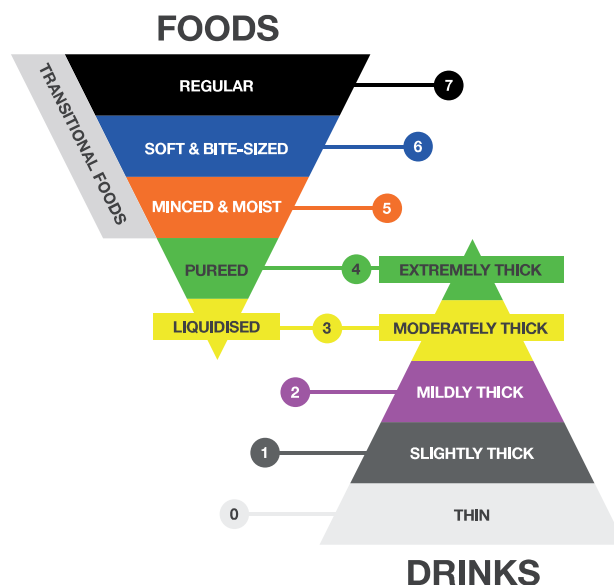 FOODS
TRANSITIONAL FOODS
REGULAR
7
SOFT & BITE-SIZED
6
MINCED & MOIST
5
PUREED
4
EXTREMELY THICK
LIQUIDISED
3
MODERATELY THICK
2
MILDLY THICK
1
SLIGHTLY THICK
0
THIN
DRINKS